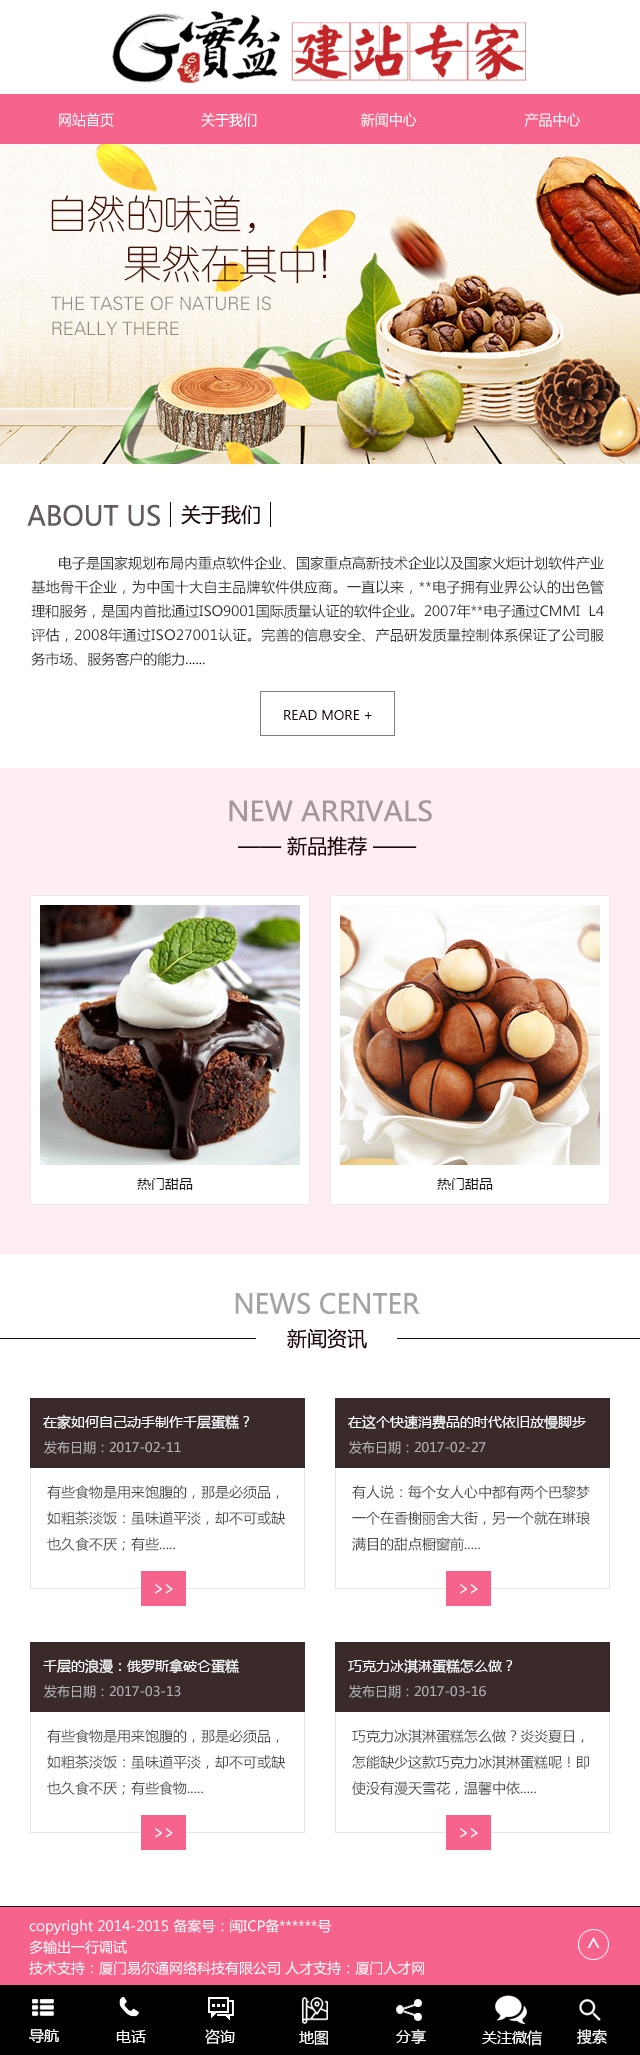 G寶盆 建站专家
网站首页 关于我们 新闻中心 产品中心
自然的味道，
果然在其中!
THE TASTE OF NATURE IS
REALLY THERE
ABOUT US 关于我们
电子是国家规划布局内重点软件企业、国家重点高新技术企业以及国家火炬计划软件产业
基地骨干企业，为中国十大自主品牌软件供应商。一直以来，**电子拥有业界公认的出色管
理和服务，是国内首批通过ISO9001国际质量认证的软件企业。2007年**电子通过CMMI L4
评估，2008年通过ISO27001认证。完善的信息安全、产品研发质量控制体系保证了公司服
务市场、服务客户的能力......
READ MORE +
NEW ARRIVALS
—— 新品推荐 ——
热门甜品 热门甜品
NEWS CENTER
新闻资讯
在家如何自己动手制作千层蛋糕？
发布日期：2017-02-11
有些食物是用来饱腹的，那是必须品，
如粗茶淡饭：虽味道平淡，却不可或缺
也久食不厌；有些.....
>>
在这个快速消费品的时代依旧放慢脚步
发布日期：2017-02-27
有人说：每个女人心中都有两个巴黎梦
一个在香榭丽舍大街，另一个就在琳琅
满目的甜点橱窗前.....
>>
千层的浪漫：俄罗斯拿破仑蛋糕
发布日期：2017-03-13
有些食物是用来饱腹的，那是必须品，
如粗茶淡饭：虽味道平淡，却不可或缺
也久食不厌；有些食物.....
>>
巧克力冰淇淋蛋糕怎么做？
发布日期：2017-03-16
巧克力冰淇淋蛋糕怎么做？炎炎夏日，
怎能缺少这款巧克力冰淇淋蛋糕呢！即
使没有漫天雪花，温馨中依.....
>>
copyright 2014-2015 备案号：闽ICP备******号
多输出一行调试
技术支持：厦门易尔通网络科技有限公司 人才支持：厦门人才网
导航 电话 咨询 地图 分享 关注微信 搜索